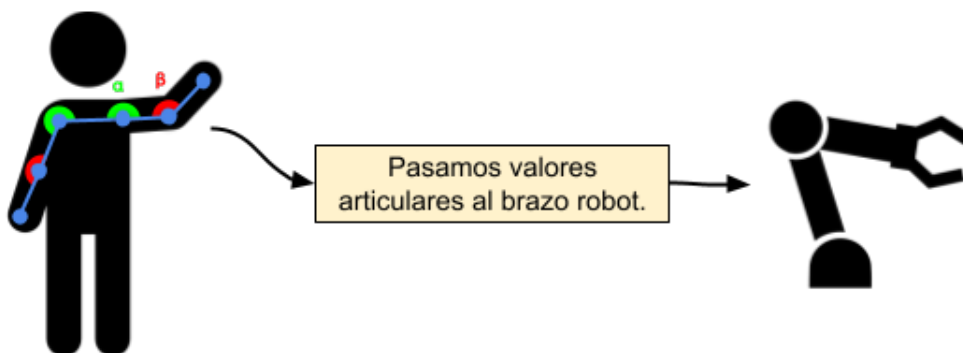 α β
Pasamos valores
articulares al brazo robot.